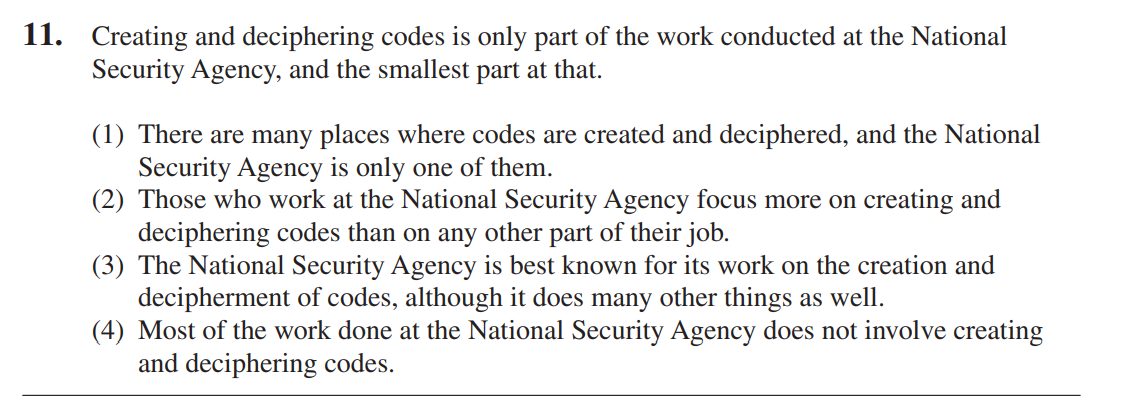 11. Creating and deciphering codes is only part of the work conducted at the National
Security Agency, and the smallest part at that.
(1) There are many places where codes are created and deciphered, and the National
Security Agency is only one of them.
(2) Those who work at the National Security Agency focus more on creating and
deciphering codes than on any other part of their job.
(3) The National Security Agency is best known for its work on the creation and
decipherment of codes, although it does many other things as well.
(4) Most of the work done at the National Security Agency does not involve creating
and deciphering codes.